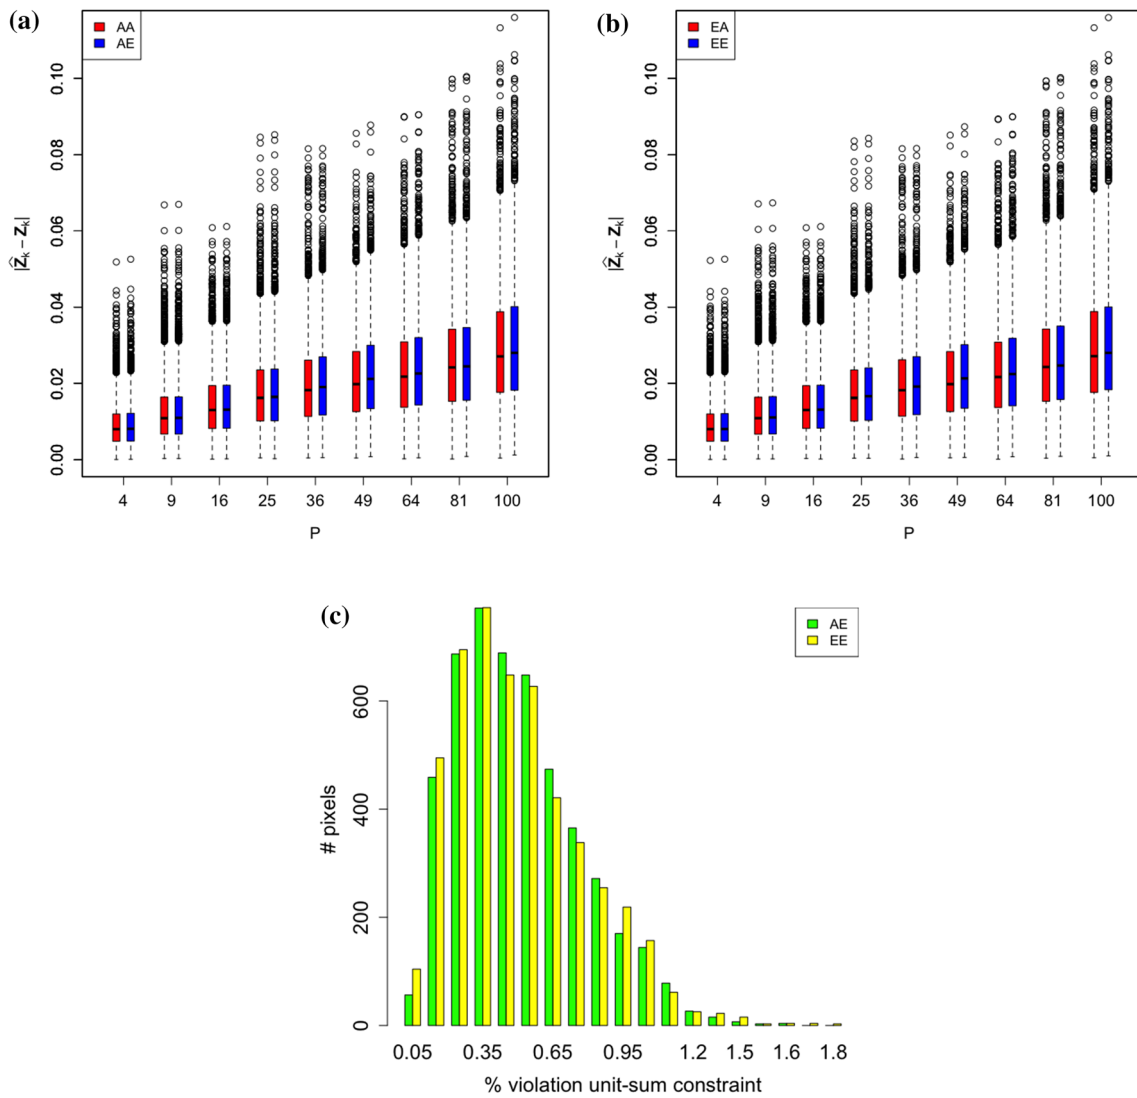 (a)
AA
AE
|Ẑk − Zk|
0.10
0.08
0.06
0.04
0.02
0.00
4 9 16 25 36 49 64 81 100
P
(b)
EA
EE
|Ẑk − Zk|
0.10
0.08
0.06
0.04
0.02
0.00
4 9 16 25 36 49 64 81 100
P
(c)
AE
EE
# pixels
600
400
200
0
0.05 0.35 0.65 0.95 1.2 1.5 1.6 1.8
% violation unit-sum constraint